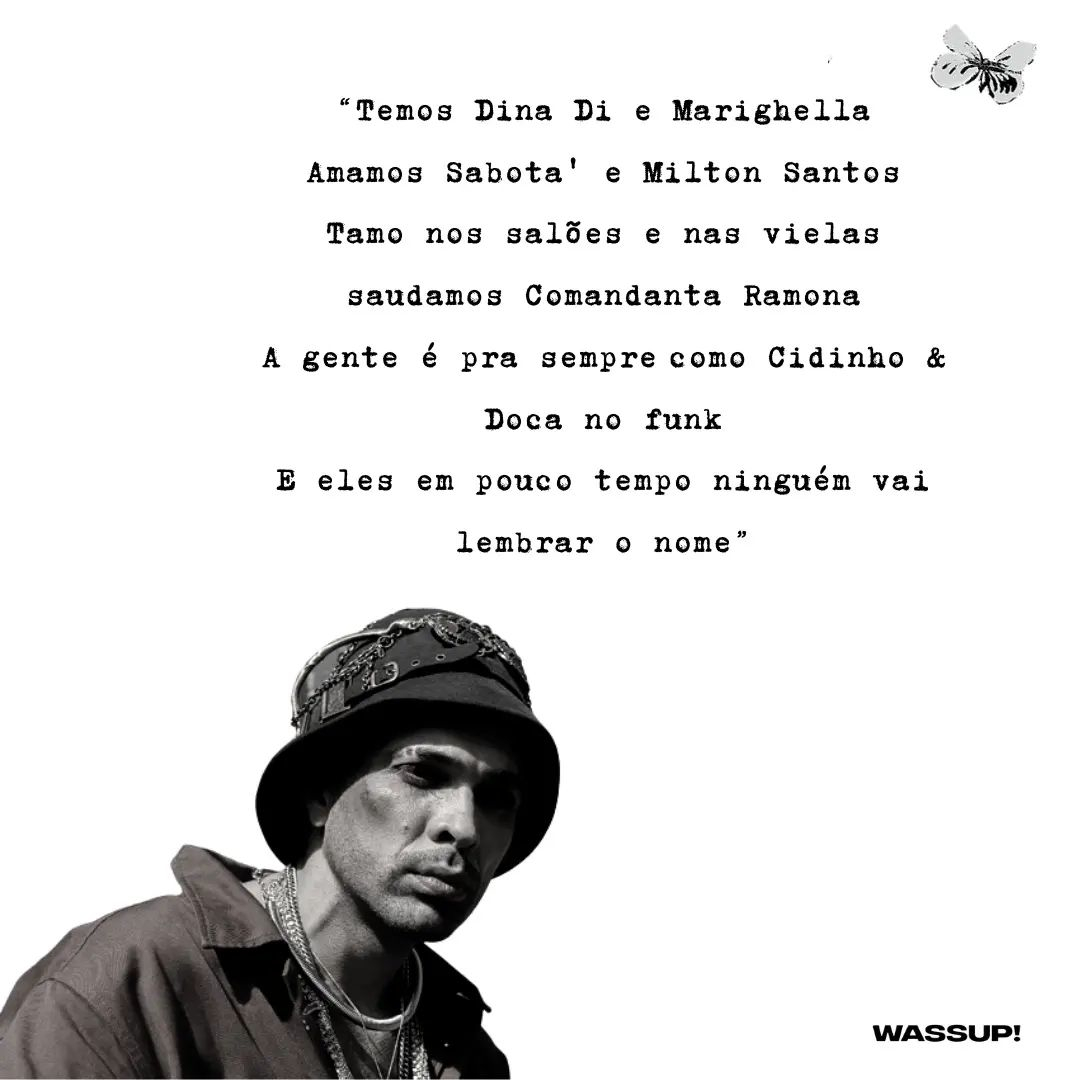 “Temos Dina Di e Marighella
Amamos Sabota' e Milton Santos
Tamo nos salões e nas vielas
saudamos Comandanta Ramona
A gente é pra sempre como Cidinho &
Doca no funk
E eles em pouco tempo ninguém vai
lembrar o nome”
WASSUP!